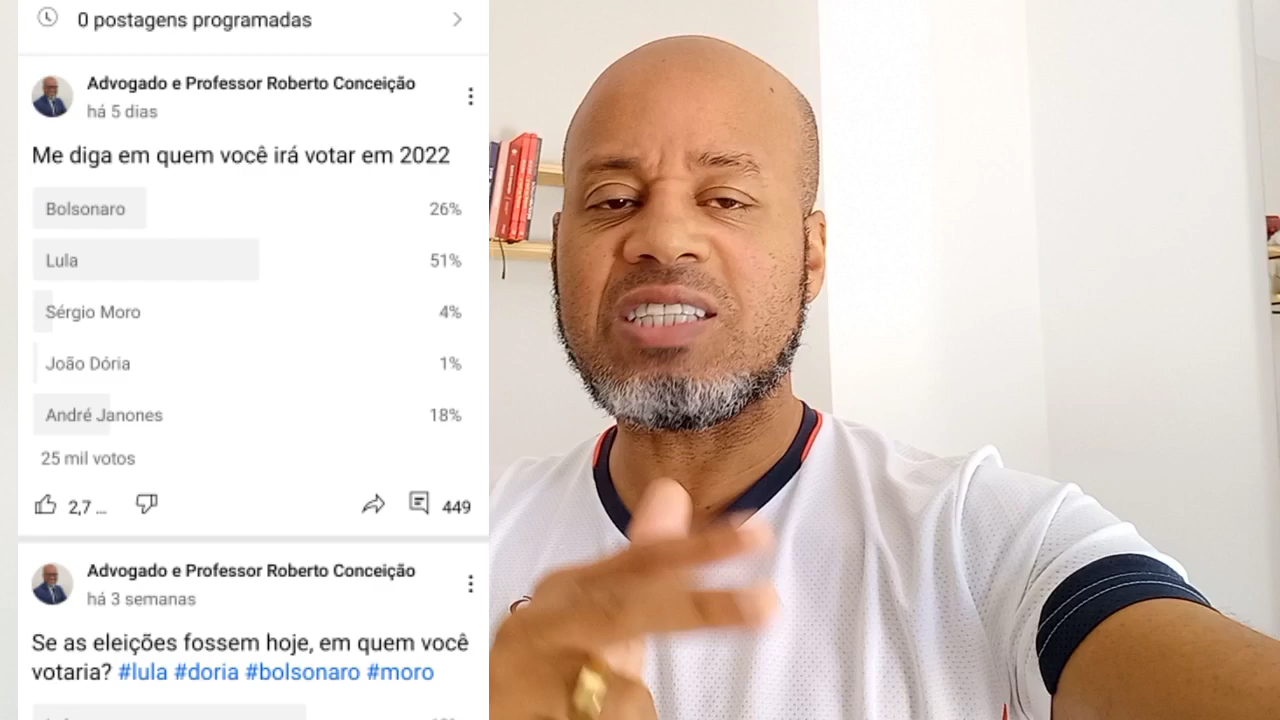 0 postagens programadas
Advogado e Professor Roberto Conceição
há 5 dias
Me diga em quem você irá votar em 2022
Bolsonaro 26%
Lula 51%
Sérgio Moro 4%
João Dória 1%
André Janones 18%
25 mil votos
2,7 ... 449
Advogado e Professor Roberto Conceição
há 3 semanas
Se as eleições fossem hoje, em quem você
votaria? #lula #doria #bolsonaro #moro